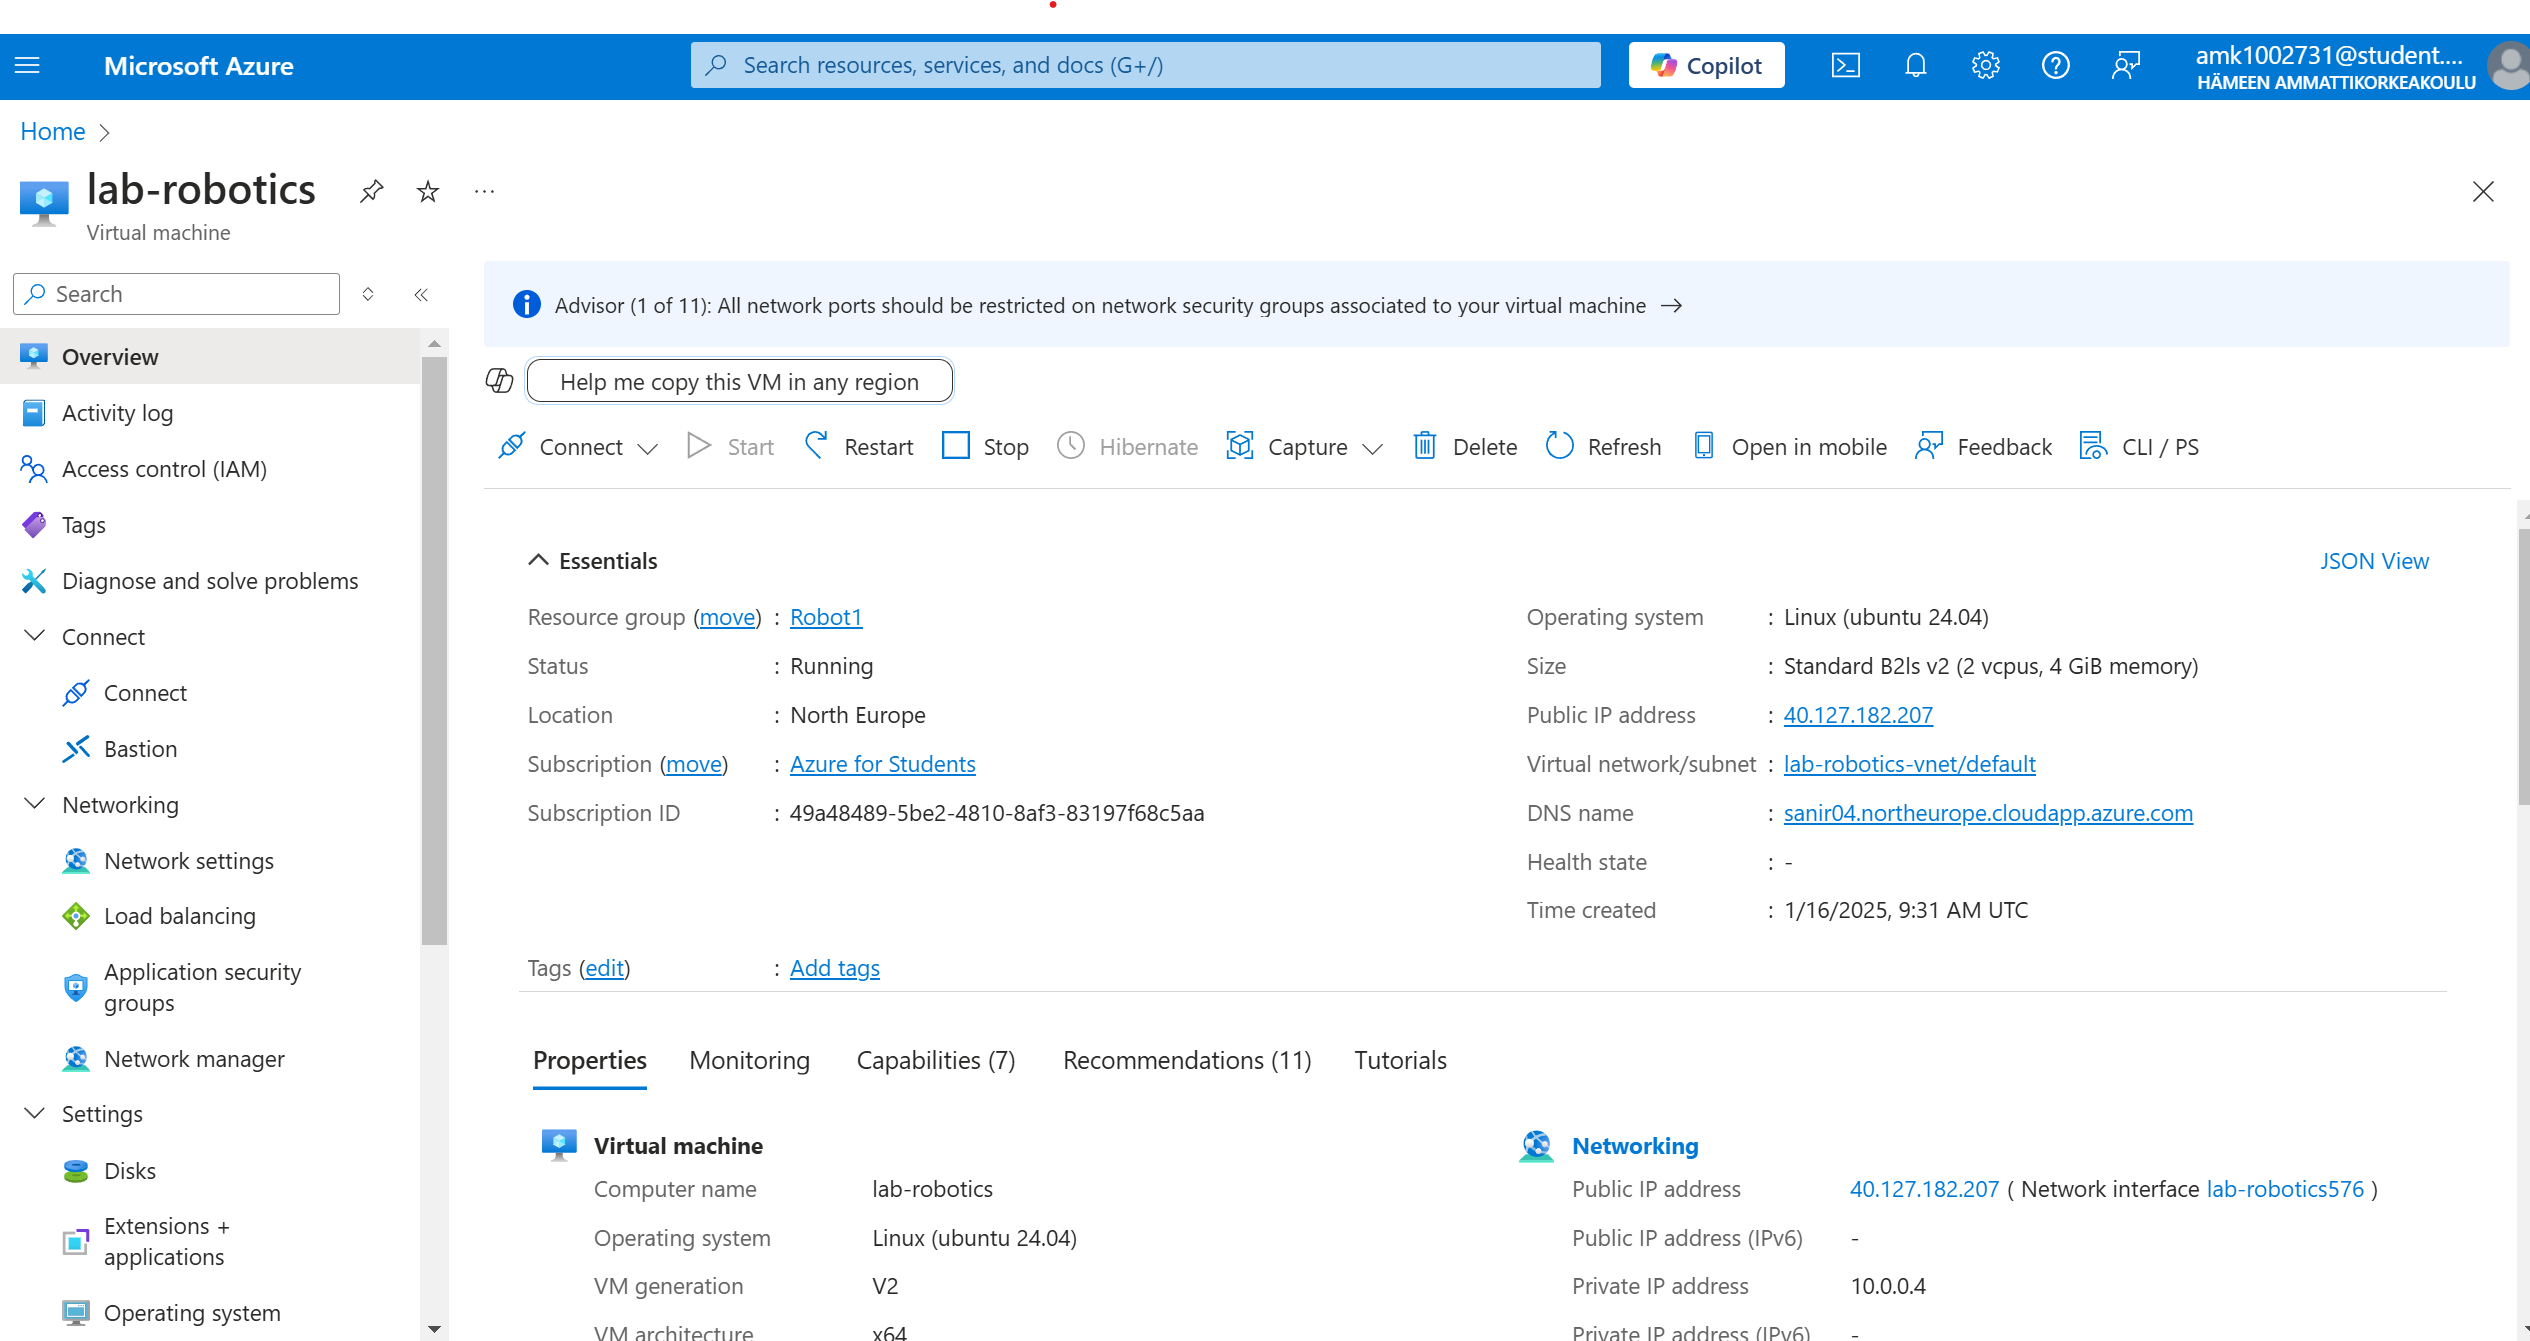 Microsoft Azure
Search resources, services, and docs (G+/)
Copilot
amk1002731@student....
HÄMEEN AMMATTIKORKEAKOULU
Home
lab-robotics
Virtual machine
Search
Overview
Activity log
Access control (IAM)
Tags
Diagnose and solve problems
Connect
Connect
Bastion
Networking
Network settings
Load balancing
Application security
groups
Network manager
Settings
Disks
Extensions +
applications
Operating system
Advisor (1 of 11): All network ports should be restricted on network security groups associated to your virtual machine →
Help me copy this VM in any region
Connect Start Restart Stop Hibernate Capture Delete Refresh Open in mobile Feedback CLI / PS
Essentials
JSON View
Resource group (move) : Robot1
Status : Running
Location : North Europe
Subscription (move) : Azure for Students
Subscription ID : 49a48489-5be2-4810-8af3-83197f68c5aa
Operating system : Linux (ubuntu 24.04)
Size : Standard B2ls v2 (2 vcpus, 4 GiB memory)
Public IP address : 40.127.182.207
Virtual network/subnet : lab-robotics-vnet/default
DNS name : sanir04.northeurope.cloudapp.azure.com
Health state : -
Time created : 1/16/2025, 9:31 AM UTC
Tags (edit) : Add tags
Properties Monitoring Capabilities (7) Recommendations (11) Tutorials
Virtual machine
Computer name lab-robotics
Operating system Linux (ubuntu 24.04)
VM generation V2
VM architecture x64
Networking
Public IP address 40.127.182.207 ( Network interface lab-robotics576 )
Public IP address (IPv6) -
Private IP address 10.0.0.4
Private IP address (IPv6) -